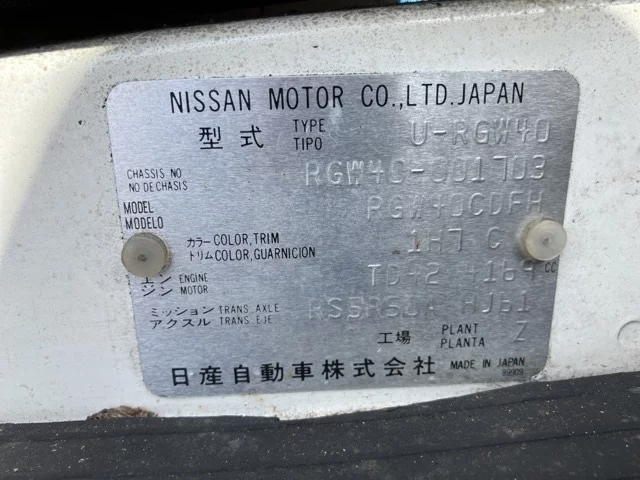 NISSAN MOTOR CO.,LTD. JAPAN
型式 TYPE TIPO U-RGW40
CHASSIS NO NO DE CHASIS RGW40-001703
MODEL MODELO RGW40CDFH
カラー COLOR, TRIM 1H7 C
トリム COLOR, GUARNICION
エン ENGINE TD42 4169 CC
ジン MOTOR
ミッション TRANS. AXLE HJ61
アクスル TRANS. EJE
工場 PLANT PLANTA Z
日産自動車株式会社 MADE IN JAPAN